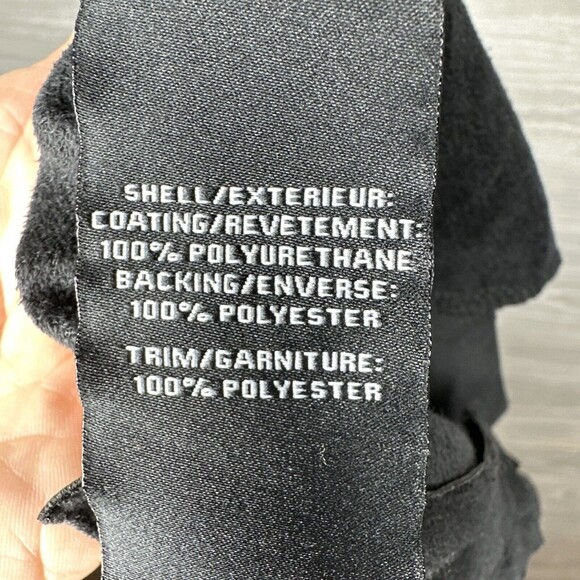 SHELL/EXTERIEUR:
COATING/REVETEMENT:
100% POLYURETHANE
BACKING/ENVERSE:
100% POLYESTER
TRIM/GARNITURE:
100% POLYESTER